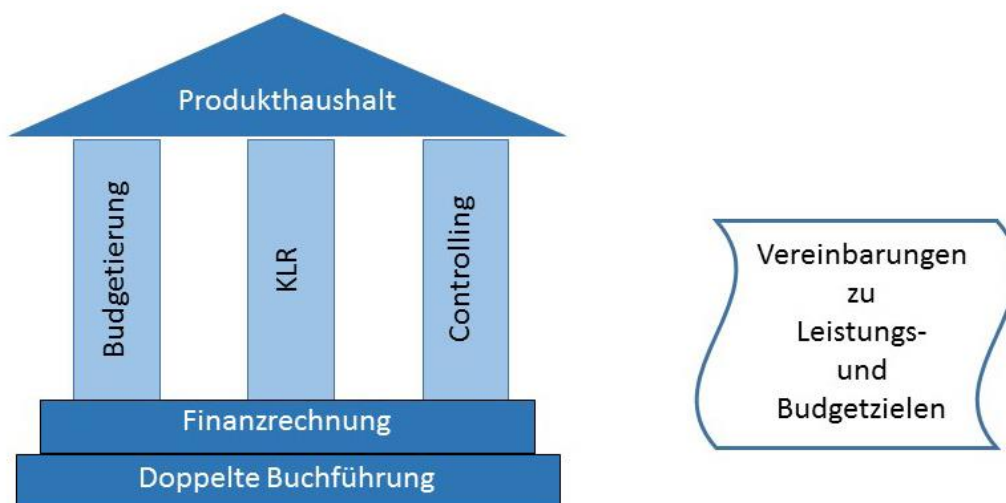 Produkthaushalt
Budgetierung
KLR
Controlling
Finanzrechnung
Doppelte Buchführung
Vereinbarungen
zu
Leistungs-
und
Budgetzielen